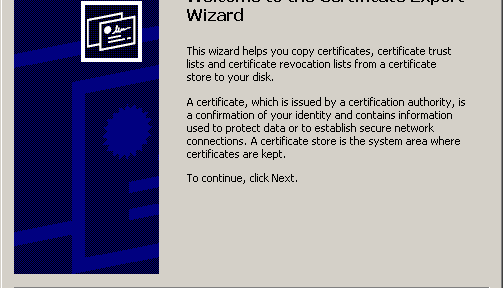 Welcome to the Certificate Export
Wizard
This wizard helps you copy certificates, certificate trust
lists and certificate revocation lists from a certificate
store to your disk.
A certificate, which is issued by a certification authority, is
a confirmation of your identity and contains information
used to protect data or to establish secure network
connections. A certificate store is the system area where
certificates are kept.
To continue, click Next.